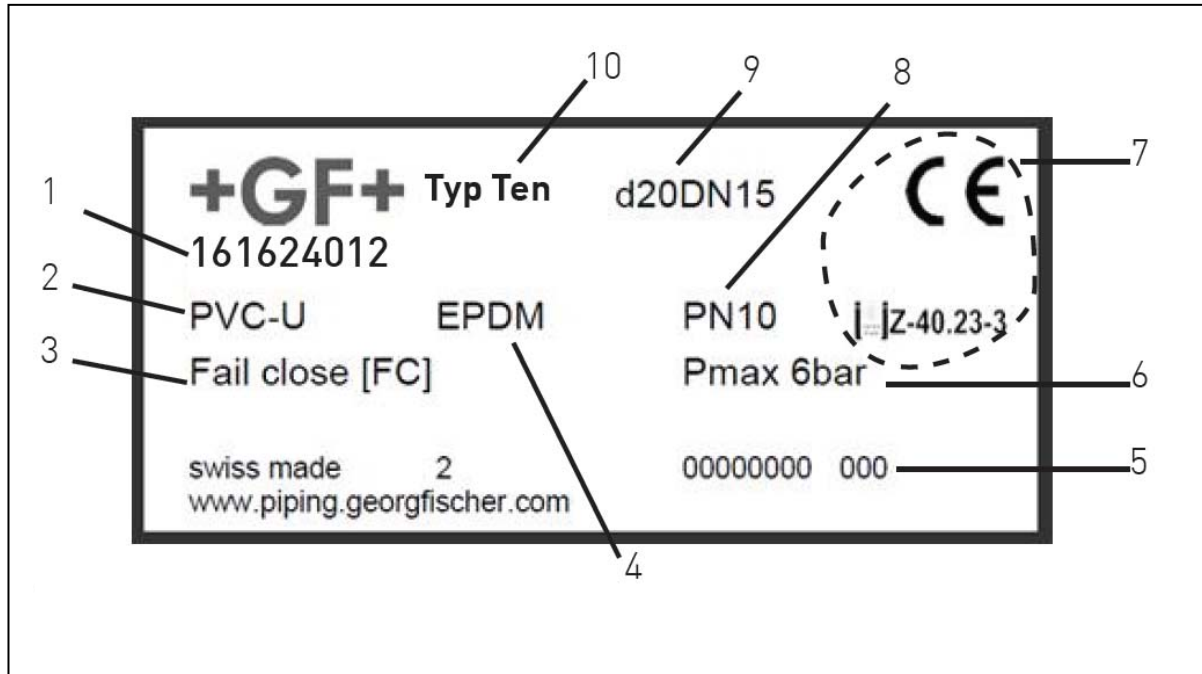 10 9 8
7
+GF+ Typ Ten d20DN15 CE
1
161624012
2
PVC-U EPDM PN10 Z-40.23-3
3
Fail close [FC] Pmax 6bar 6
swiss made 2 00000000 000 5
www.piping.georgfischer.com
4